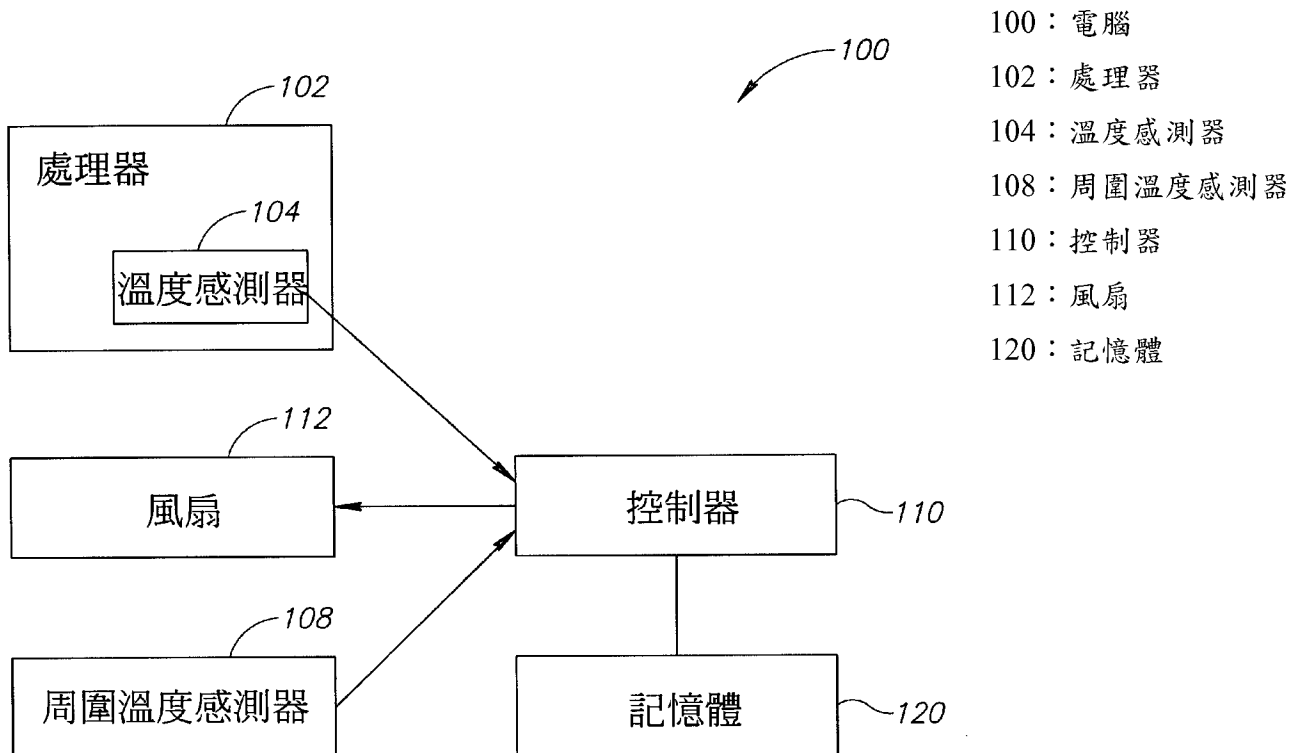 100
102
處理器
104
溫度感測器
112
風扇
控制器
110
108
周圍溫度感測器
記憶體
120
100：電腦
102：處理器
104：溫度感測器
108：周圍溫度感測器
110：控制器
112：風扇
120：記憶體